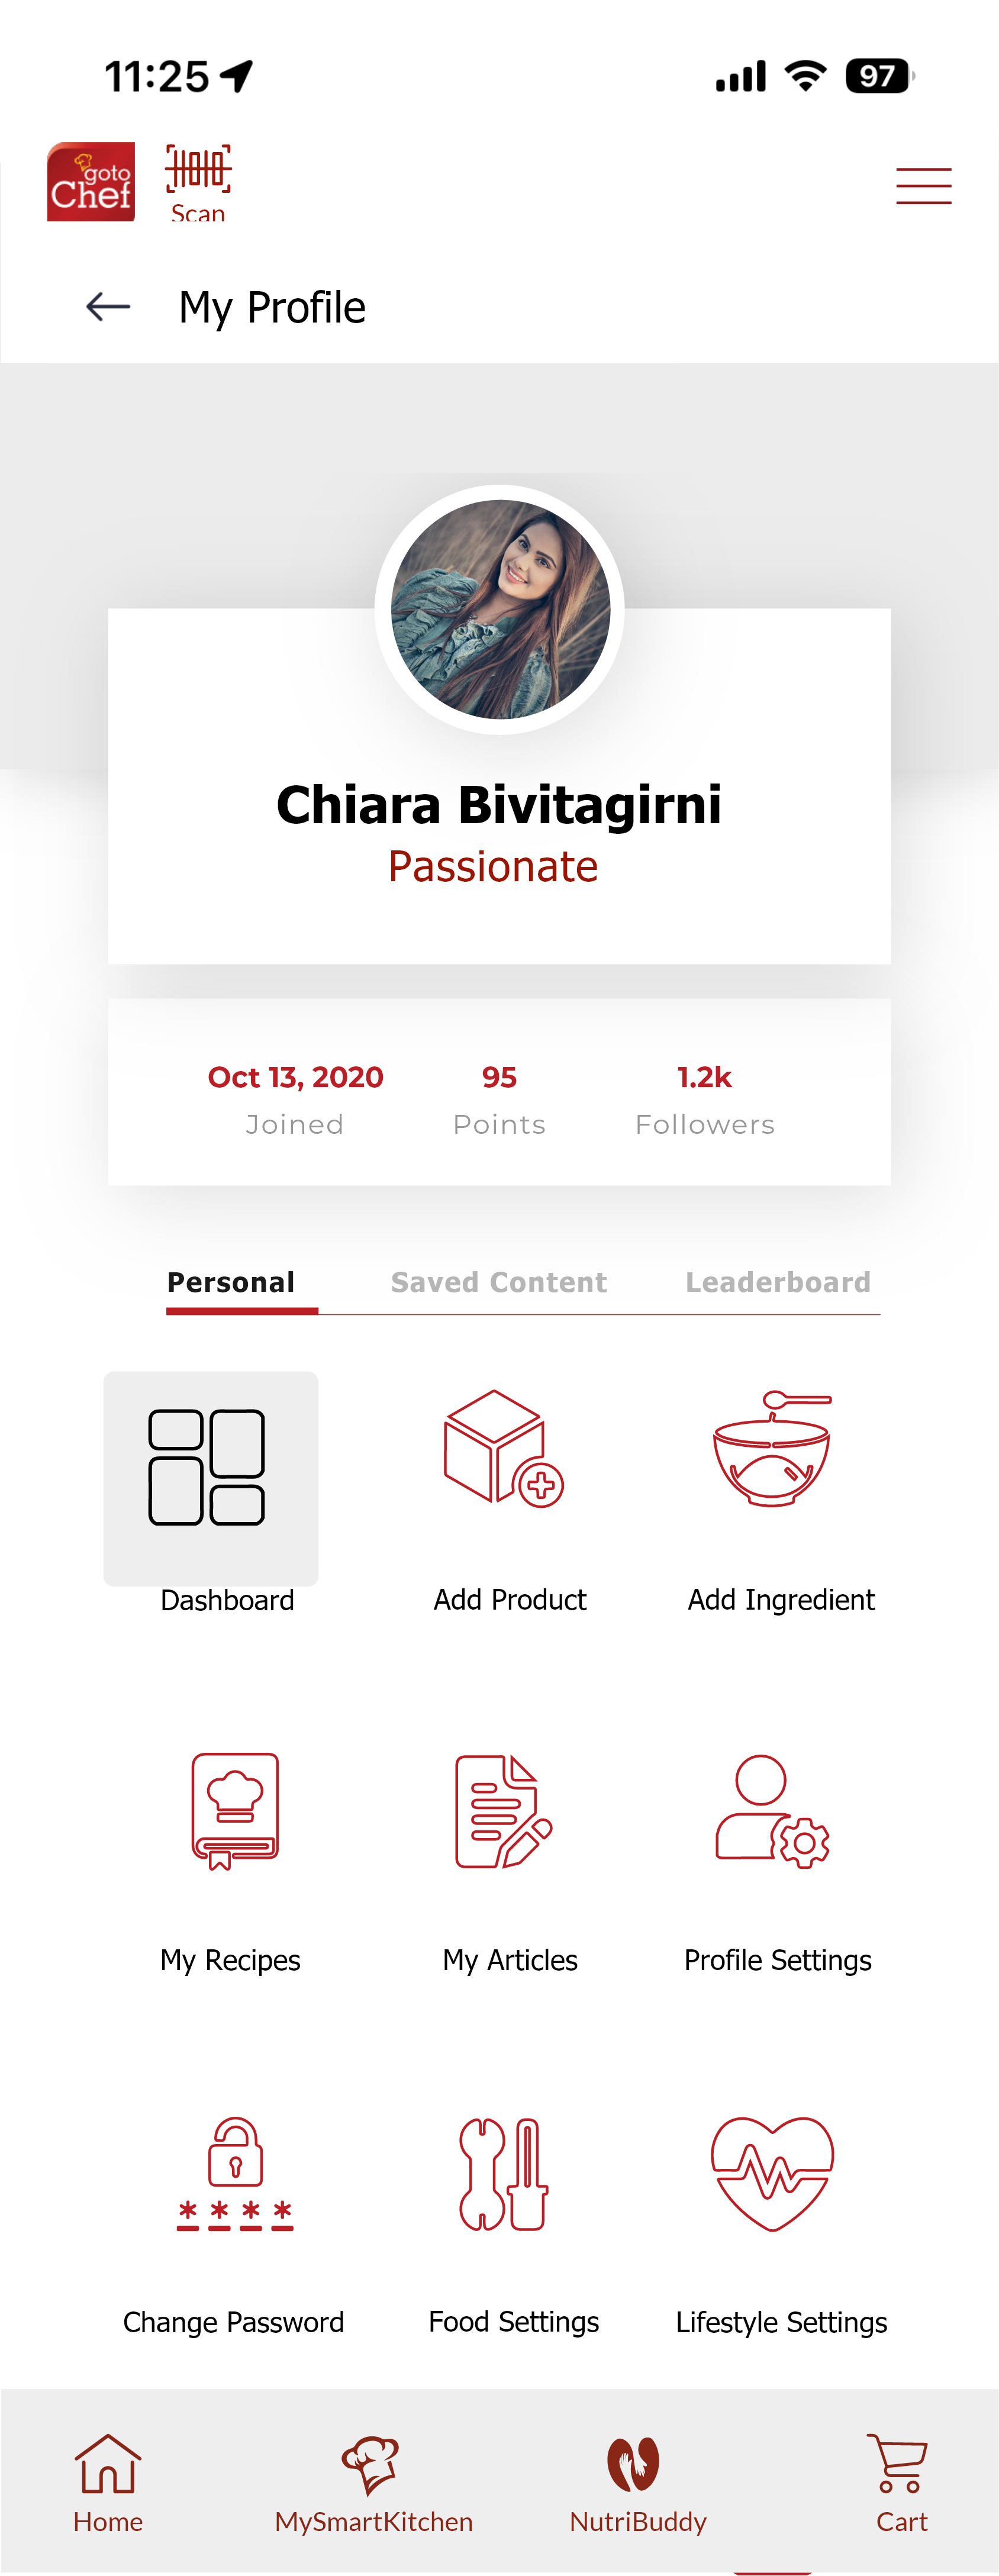 11:25
97
goto
Chef
Scan
My Profile
Chiara Bivitagirni
Passionate
Oct 13, 2020 95 1.2k
Joined Points Followers
Personal Saved Content Leaderboard
Dashboard Add Product Add Ingredient
My Recipes My Articles Profile Settings
* * * *
Change Password Food Settings Lifestyle Settings
Home MySmartKitchen NutriBuddy Cart